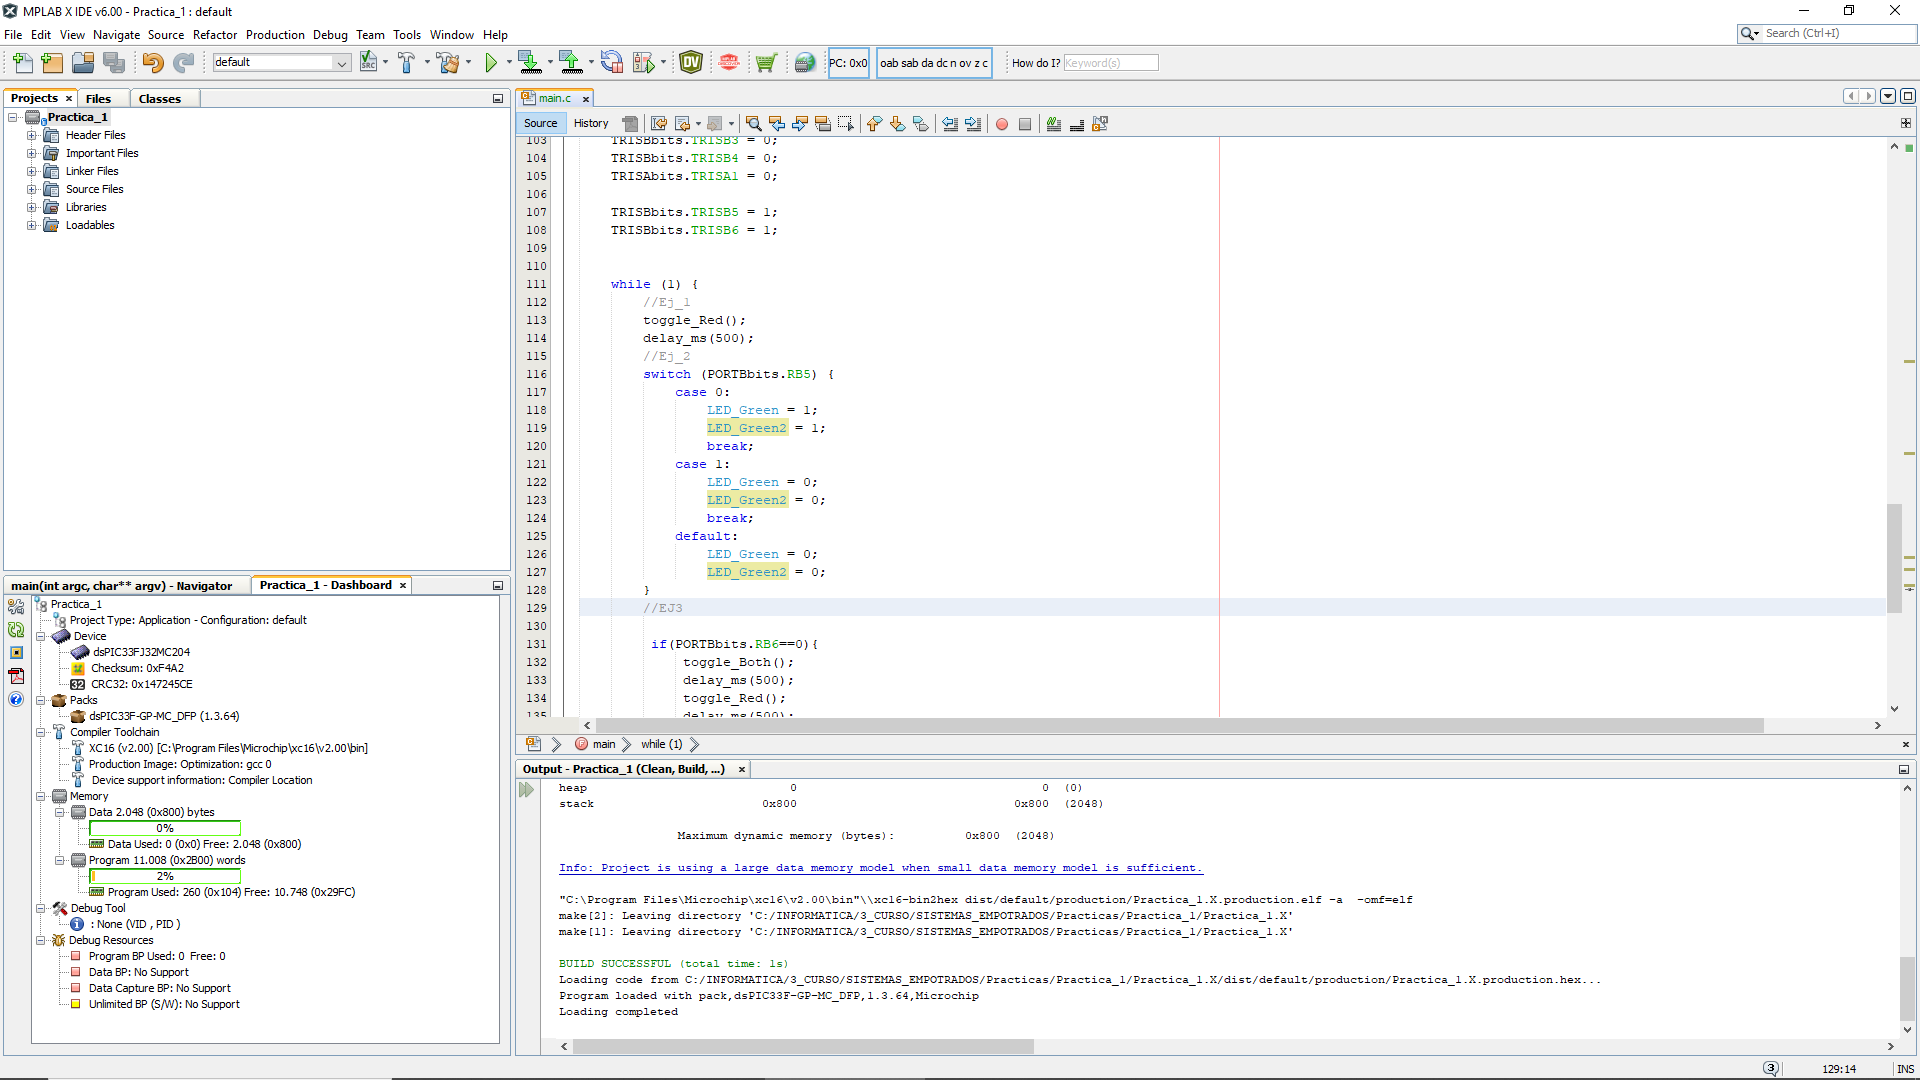 MPLAB X IDE v6.00 - Practica_1 : default
File Edit View Navigate Source Refactor Production Debug Team Tools Window Help
Search (Ctrl+I)
default
PC: 0x0
oab sab da dc n ov z c
How do I? Keyword(s)
Projects
Files
Classes
Practica_1
Header Files
Important Files
Linker Files
Source Files
Libraries
Loadables
main(int argc, char** argv) - Navigator
Practica_1 - Dashboard
Practica_1
Project Type: Application - Configuration: default
Device
dsPIC33FJ32MC204
Checksum: 0xF4A2
CRC32: 0x147245CE
Packs
dsPIC33F-GP-MC_DFP (1.3.64)
Compiler Toolchain
XC16 (v2.00) [C:\Program Files\Microchip\xc16\v2.00\bin]
Production Image: Optimization: gcc 0
Device support information: Compiler Location
Memory
Data 2.048 (0x800) bytes
0%
Data Used: 0 (0x0) Free: 2.048 (0x800)
Program 11.008 (0x2B00) words
2%
Program Used: 260 (0x104) Free: 10.748 (0x29FC)
Debug Tool
: None (VID , PID )
Debug Resources
Program BP Used: 0 Free: 0
Data BP: No Support
Data Capture BP: No Support
Unlimited BP (S/W): No Support
main.c
Source History
103 TRISBbits.TRISB3 = 0;
104 TRISBbits.TRISB4 = 0;
105 TRISAbits.TRISA1 = 0;
106
107 TRISBbits.TRISB5 = 1;
108 TRISBbits.TRISB6 = 1;
109
110
111 while (1) {
112 //Ej_1
113 toggle_Red();
114 delay_ms(500);
115 //Ej_2
116 switch (PORTBbits.RB5) {
117 case 0:
118 LED_Green = 1;
119 LED_Green2 = 1;
120 break;
121 case 1:
122 LED_Green = 0;
123 LED_Green2 = 0;
124 break;
125 default:
126 LED_Green = 0;
127 LED_Green2 = 0;
128 }
129 //EJ3
130
131 if(PORTBbits.RB6==0){
132 toggle_Both();
133 delay_ms(500);
134 toggle_Red();
135 delay_ms(500);
main while (1)
Output - Practica_1 (Clean, Build, ...)
heap 0 0 (0)
stack 0x800 0x800 (2048)
Maximum dynamic memory (bytes): 0x800 (2048)
Info: Project is using a large data memory model when small data memory model is sufficient.
"C:\Program Files\Microchip\xc16\v2.00\bin"\\xc16-bin2hex dist/default/production/Practica_1.X.production.elf -a -omf=elf
make[2]: Leaving directory 'C:/INFORMATICA/3_CURSO/SISTEMAS_EMPOTRADOS/Practicas/Practica_1/Practica_1.X'
make[1]: Leaving directory 'C:/INFORMATICA/3_CURSO/SISTEMAS_EMPOTRADOS/Practicas/Practica_1/Practica_1.X'
BUILD SUCCESSFUL (total time: 1s)
Loading code from C:/INFORMATICA/3_CURSO/SISTEMAS_EMPOTRADOS/Practicas/Practica_1/Practica_1.X/dist/default/production/Practica_1.X.production.hex...
Program loaded with pack,dsPIC33F-GP-MC_DFP,1.3.64,Microchip
Loading completed
3
129:14
INS